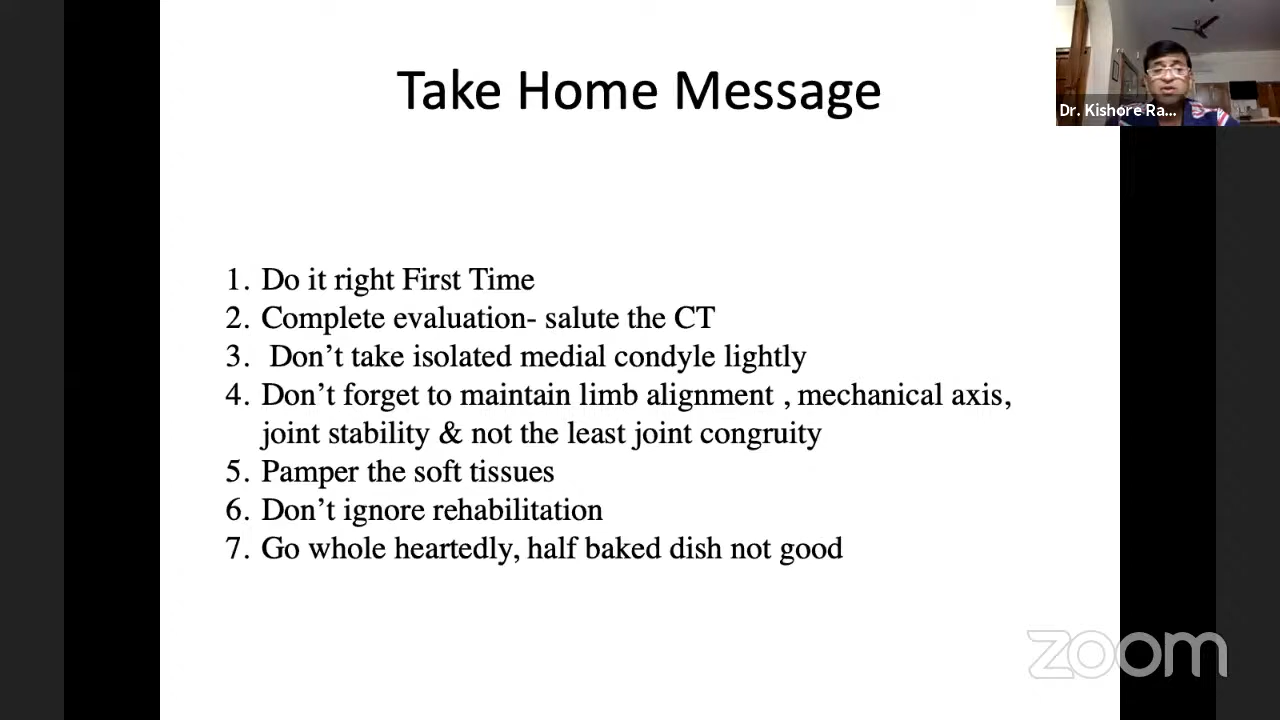 Take Home Message
Dr. Kishore Ra...
1. Do it right First Time
2. Complete evaluation- salute the CT
3. Don’t take isolated medial condyle lightly
4. Don’t forget to maintain limb alignment , mechanical axis,
joint stability & not the least joint congruity
5. Pamper the soft tissues
6. Don’t ignore rehabilitation
7. Go whole heartedly, half baked dish not good
zoom